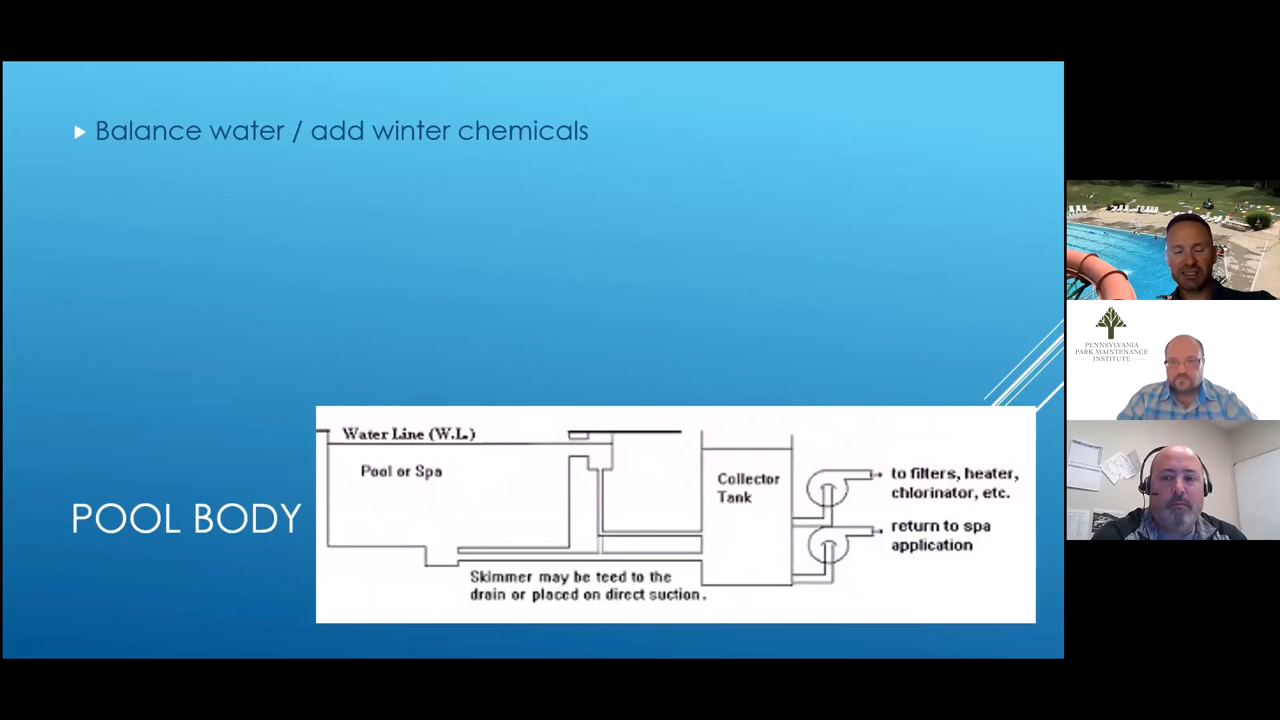 Balance water / add winter chemicals
POOL BODY
Water Line (W.L.)
Pool or Spa
Collector
Tank
to filters, heater,
chlorinator, etc.
return to spa
application
Skimmer may be teed to the
drain or placed on direct suction.
PENNSYLVANIA
PARK MAINTENANCE
INSTITUTE